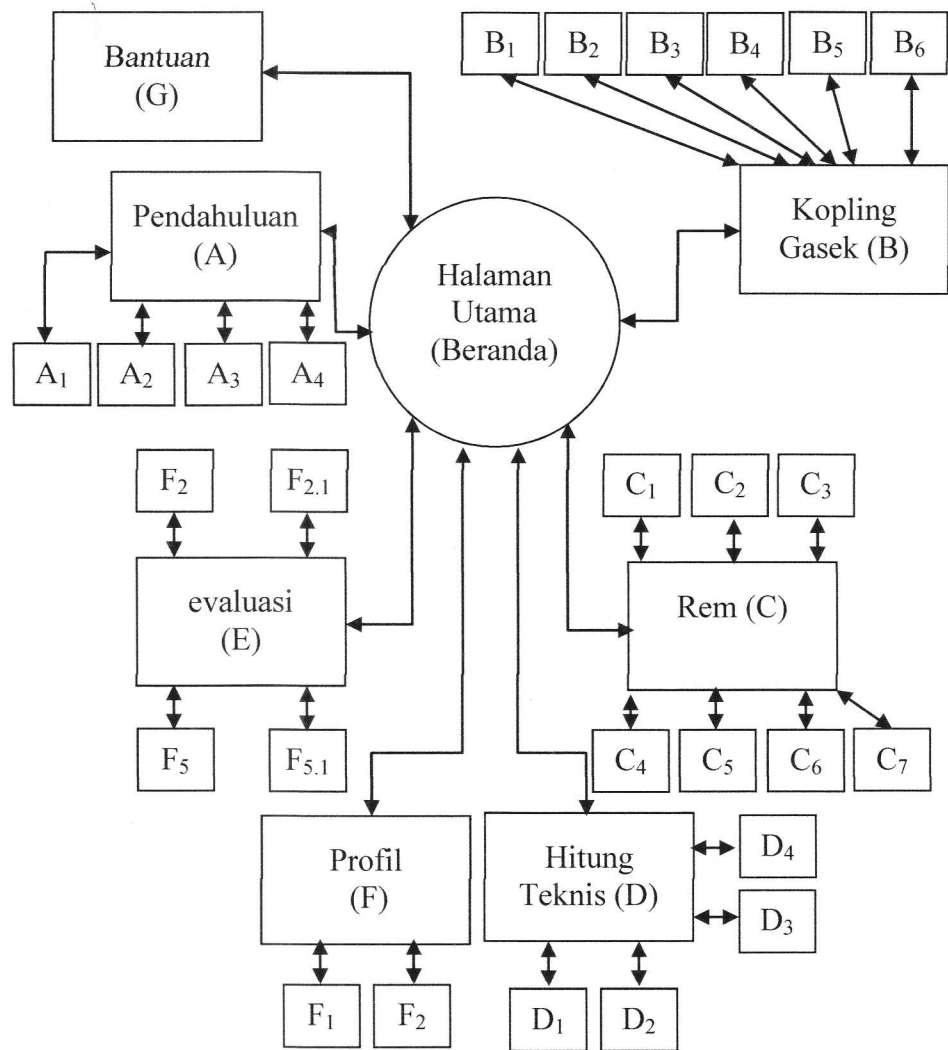 Bantuan
(G)
B₁ B₂ B₃ B₄ B₅ B₆
Pendahuluan
(A)
Kopling
Gasek (B)
Halaman
Utama
(Beranda)
A₁ A₂ A₃ A₄
F₂ F₂.₁
C₁ C₂ C₃
evaluasi
(E)
Rem (C)
F₅ F₅.₁
C₄ C₅ C₆ C₇
Profil
(F)
Hitung
Teknis (D)
D₄
D₃
F₁ F₂
D₁ D₂